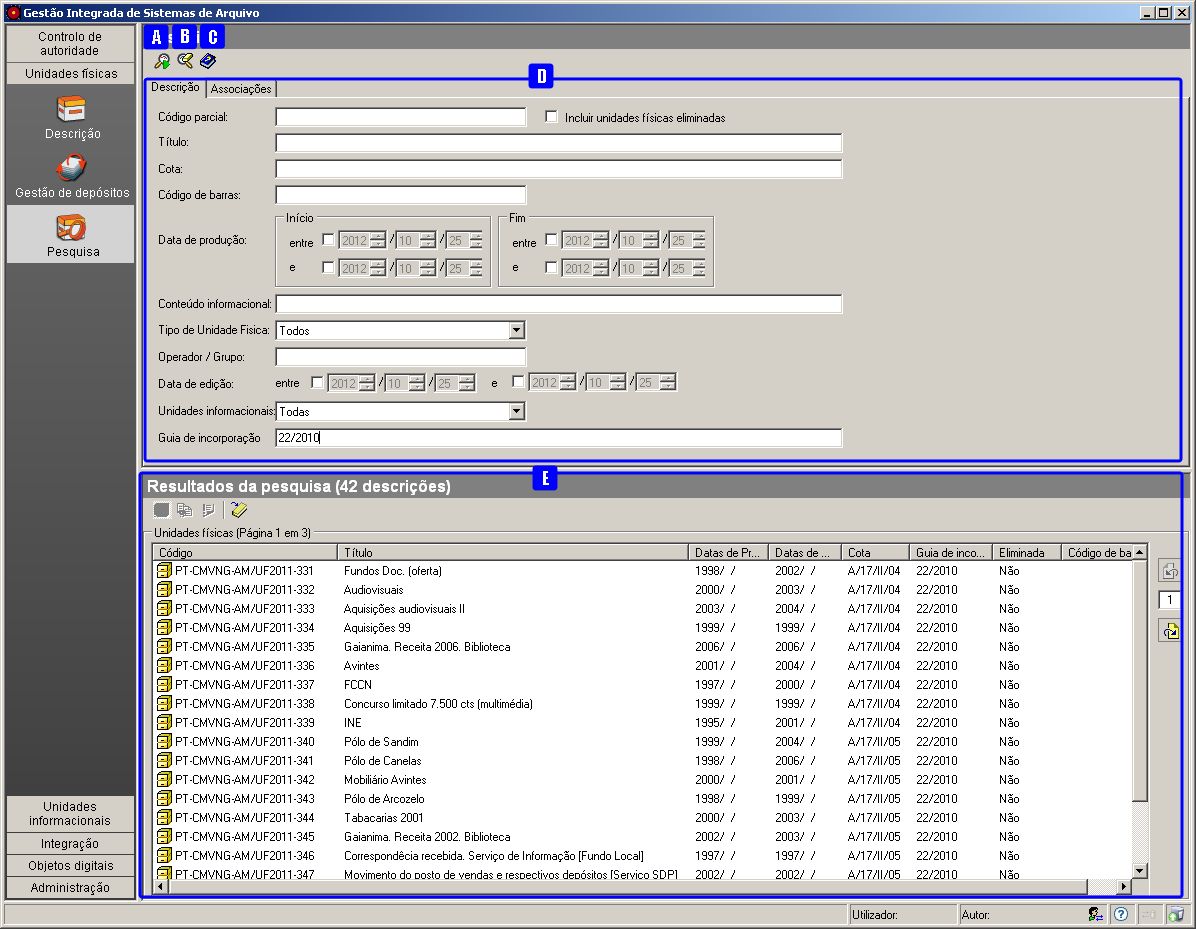 Gestão Integrada de Sistemas de Arquivo
Controlo de
autoridade
Unidades físicas
Descrição
Gestão de depósitos
Pesquisa
Unidades
informacionais
Integração
Objetos digitais
Administração
A B C
D
Descrição Associações
Código parcial: Incluir unidades físicas eliminadas
Título:
Cota:
Código de barras:
Início Fim
Data de produção: entre 2012 / 10 / 25 entre 2012 / 10 / 25
e 2012 / 10 / 25 e 2012 / 10 / 25
Conteúdo informacional:
Tipo de Unidade Fisica: Todos
Operador / Grupo:
Data de edição: entre 2012 / 10 / 25 e 2012 / 10 / 25
Unidades informacionais: Todas
Guia de incorporação 22/2010
E
Resultados da pesquisa (42 descrições)
Unidades físicas (Página 1 em 3)
Código Título Datas de Pr... Datas de ... Cota Guia de inco... Eliminada Código de ba
PT-CMVNG-AM/UF2011-331 Fundos Doc. (oferta) 1998/ / 2002/ / A/17/II/04 22/2010 Não
PT-CMVNG-AM/UF2011-332 Audiovisuais 2000/ / 2003/ / A/17/II/04 22/2010 Não
PT-CMVNG-AM/UF2011-333 Aquisições audiovisuais II 2003/ / 2004/ / A/17/II/04 22/2010 Não
PT-CMVNG-AM/UF2011-334 Aquisições 99 1999/ / 1999/ / A/17/II/04 22/2010 Não
PT-CMVNG-AM/UF2011-335 Gaianima. Receita 2006. Biblioteca 2006/ / 2006/ / A/17/II/04 22/2010 Não
PT-CMVNG-AM/UF2011-336 Avintes 2001/ / 2004/ / A/17/II/04 22/2010 Não
PT-CMVNG-AM/UF2011-337 FCCN 1997/ / 2000/ / A/17/II/04 22/2010 Não
PT-CMVNG-AM/UF2011-338 Concurso limitado 7.500 cts (multimédia) 1999/ / 1999/ / A/17/II/04 22/2010 Não
PT-CMVNG-AM/UF2011-339 INE 1995/ / 2001/ / A/17/II/04 22/2010 Não
PT-CMVNG-AM/UF2011-340 Pólo de Sandim 1999/ / 2004/ / A/17/II/05 22/2010 Não
PT-CMVNG-AM/UF2011-341 Pólo de Canelas 1998/ / 2006/ / A/17/II/05 22/2010 Não
PT-CMVNG-AM/UF2011-342 Mobiliário Avintes 2000/ / 2001/ / A/17/II/05 22/2010 Não
PT-CMVNG-AM/UF2011-343 Pólo de Arcozelo 1998/ / 1999/ / A/17/II/05 22/2010 Não
PT-CMVNG-AM/UF2011-344 Tabacarias 2001 2000/ / 2003/ / A/17/II/05 22/2010 Não
PT-CMVNG-AM/UF2011-345 Gaianima. Receita 2002. Biblioteca 2002/ / 2003/ / A/17/II/05 22/2010 Não
PT-CMVNG-AM/UF2011-346 Correspondêcia recebida. Serviço de Informação [Fundo Local] 1997/ / 1997/ / A/17/II/05 22/2010 Não
PT-CMVNG-AM/UF2011-347 Movimento do posto de vendas e respectivos depósitos [Serviço SDP] 2002/ / 2002/ / A/17/II/05 22/2010 Não
1
Utilizador: Autor: